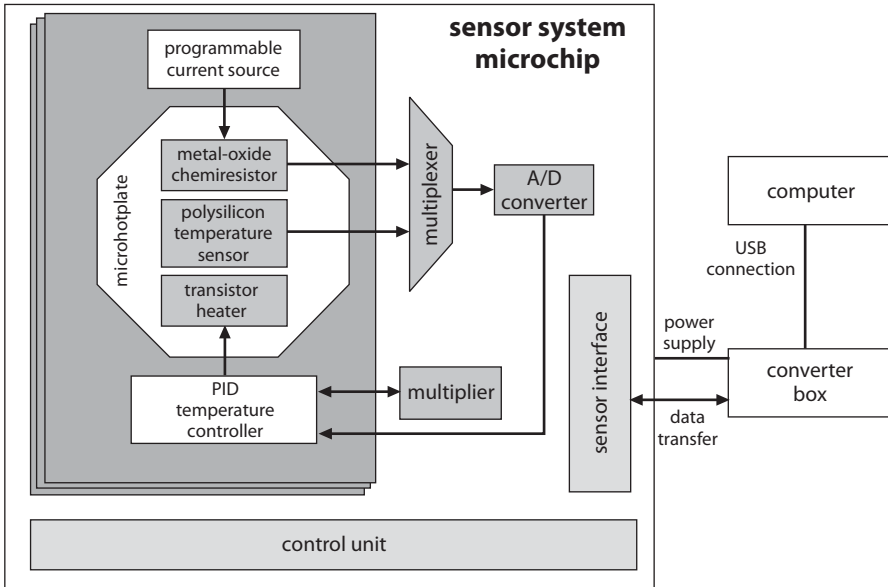 sensor system
microchip
programmable
current source
metal-oxide
chemiresistor
polysilicon
temperature
sensor
transistor
heater
microhotplate
PID
temperature
controller
multiplexer
A/D
converter
multiplier
sensor interface
control unit
computer
USB
connection
power
supply
converter
box
data
transfer